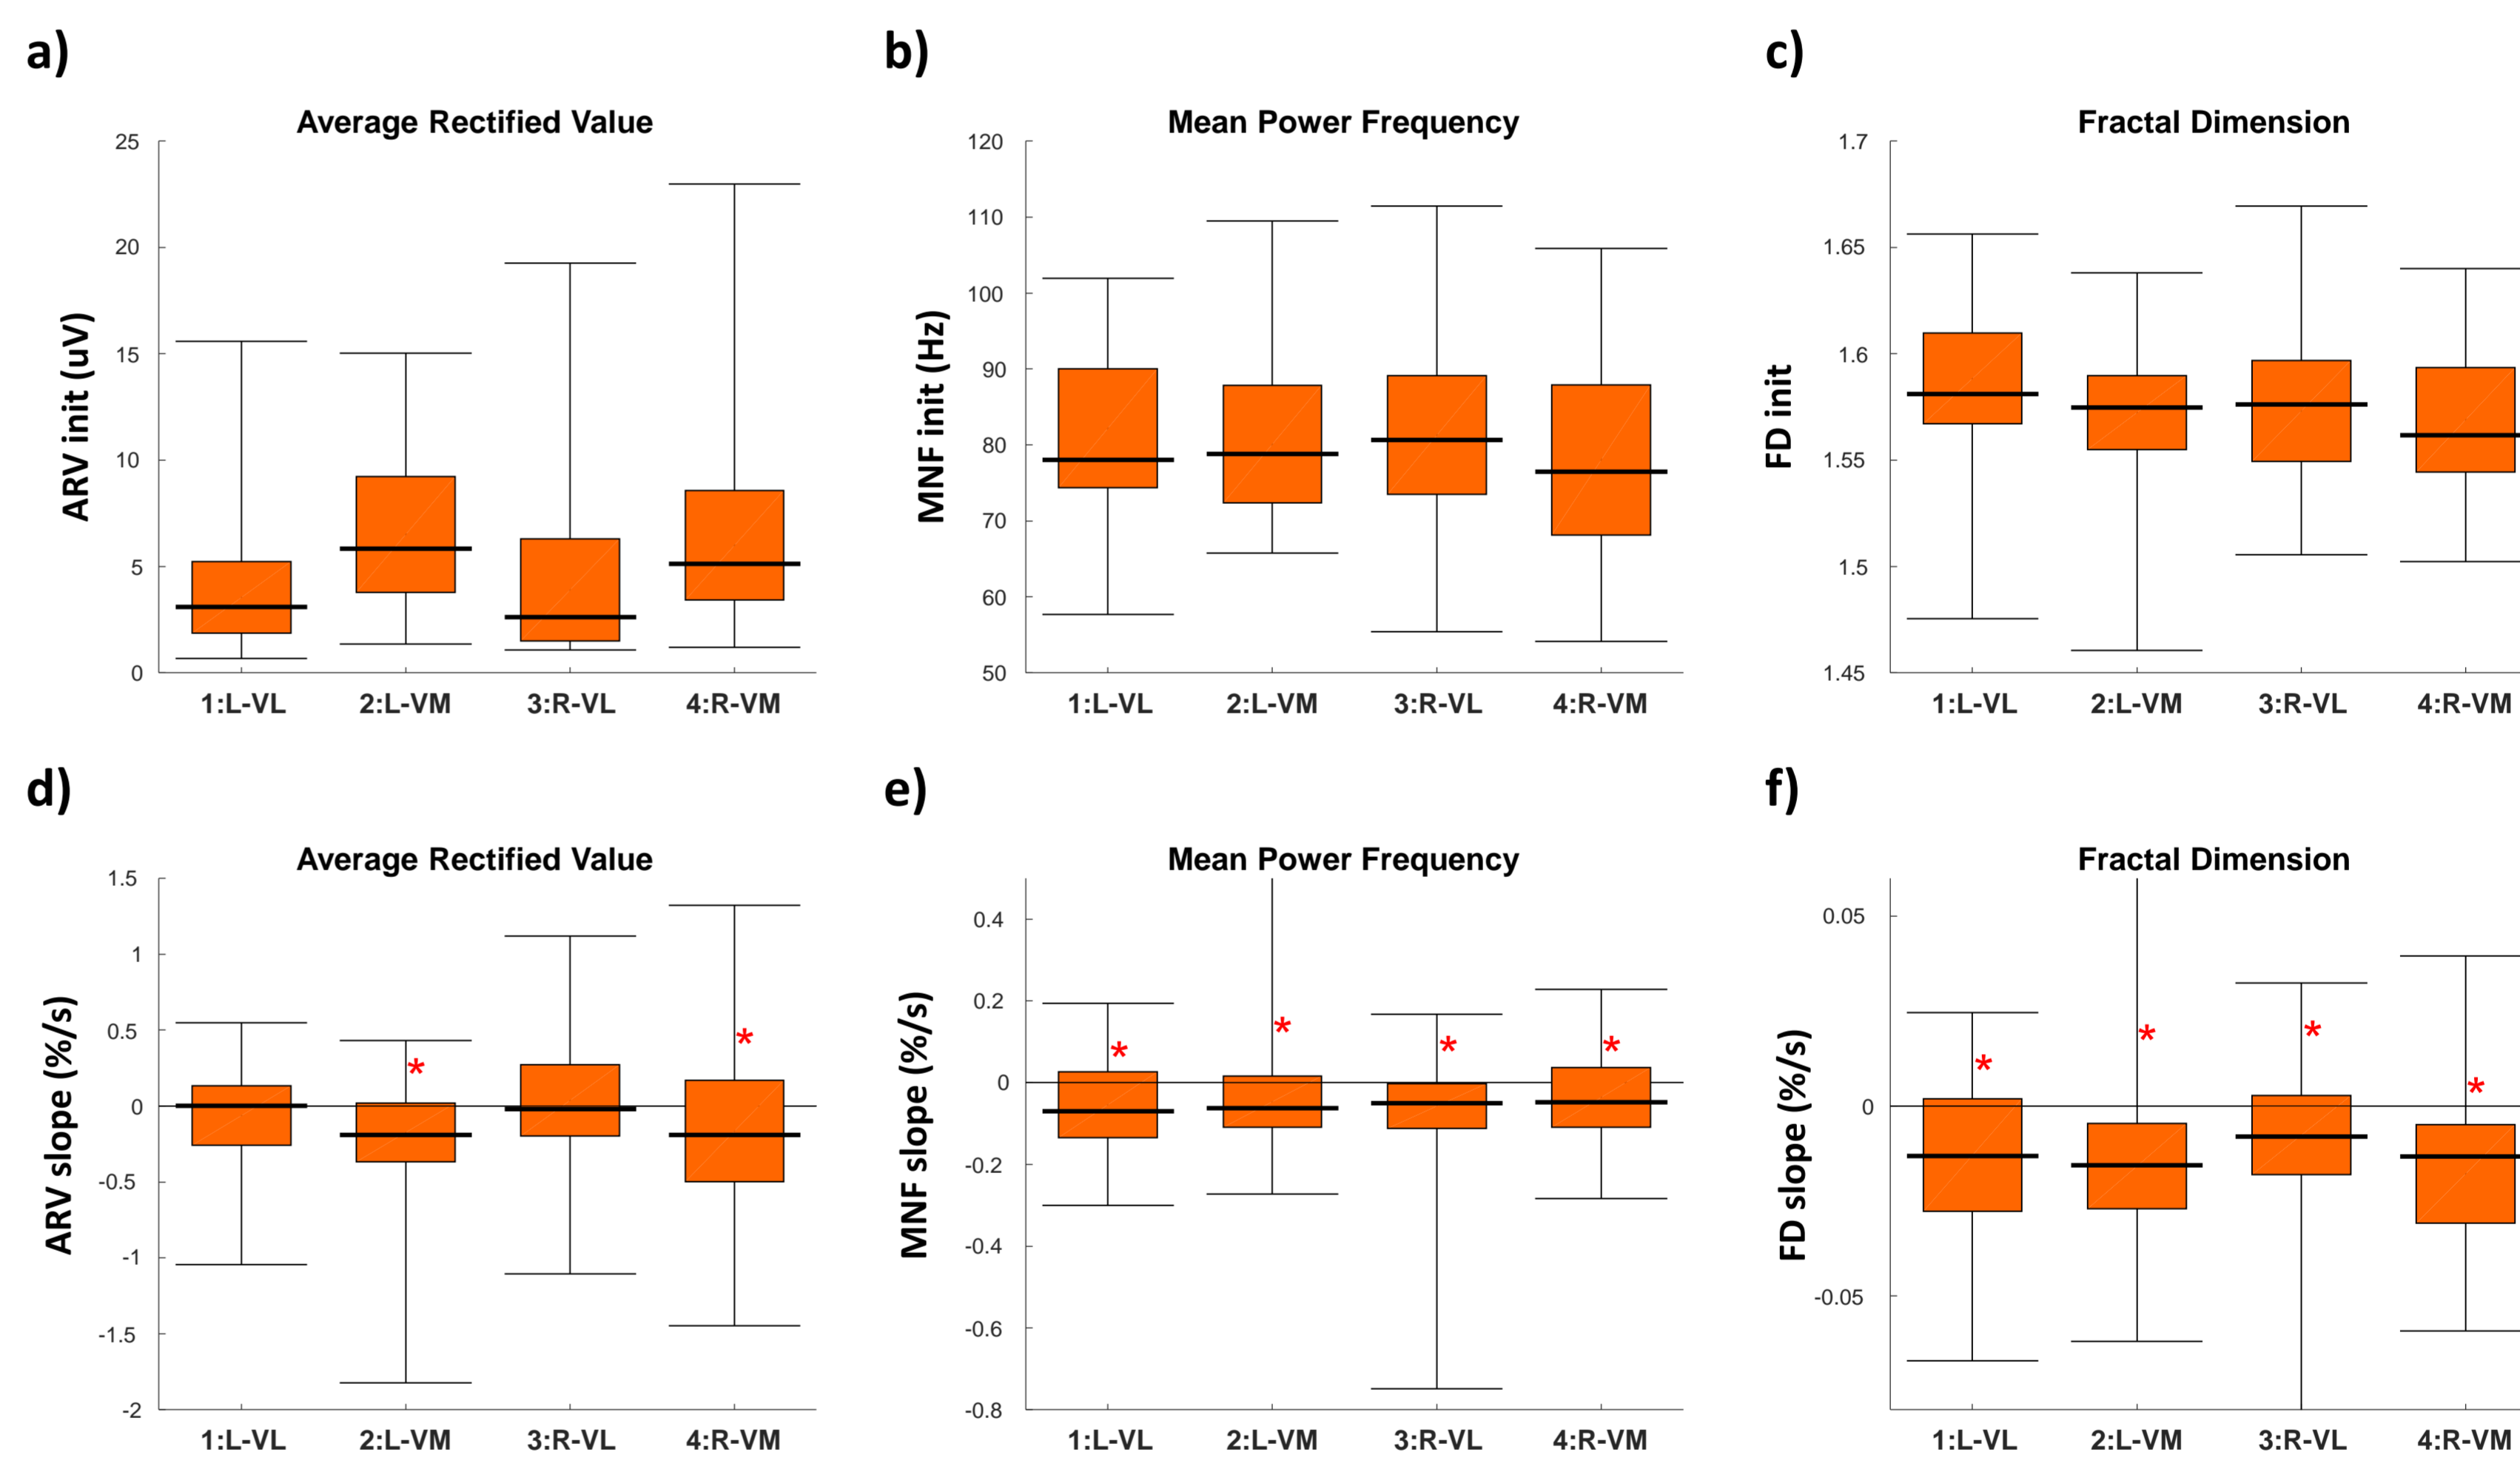 a)
Average Rectified Value
ARV init (uV)
25
20
15
10
5
0
1:L-VL 2:L-VM 3:R-VL 4:R-VM
b)
Mean Power Frequency
MNF init (Hz)
120
110
100
90
80
70
60
50
1:L-VL 2:L-VM 3:R-VL 4:R-VM
c)
Fractal Dimension
FD init
1.7
1.65
1.6
1.55
1.5
1.45
1:L-VL 2:L-VM 3:R-VL 4:R-VM
d)
Average Rectified Value
ARV slope (%/s)
1.5
1
0.5
0
-0.5
-1
-1.5
-2
* *
1:L-VL 2:L-VM 3:R-VL 4:R-VM
e)
Mean Power Frequency
MNF slope (%/s)
0.4
0.2
0
-0.2
-0.4
-0.6
-0.8
* * * *
1:L-VL 2:L-VM 3:R-VL 4:R-VM
f)
Fractal Dimension
FD slope (%/s)
0.05
0
-0.05
* * * *
1:L-VL 2:L-VM 3:R-VL 4:R-VM